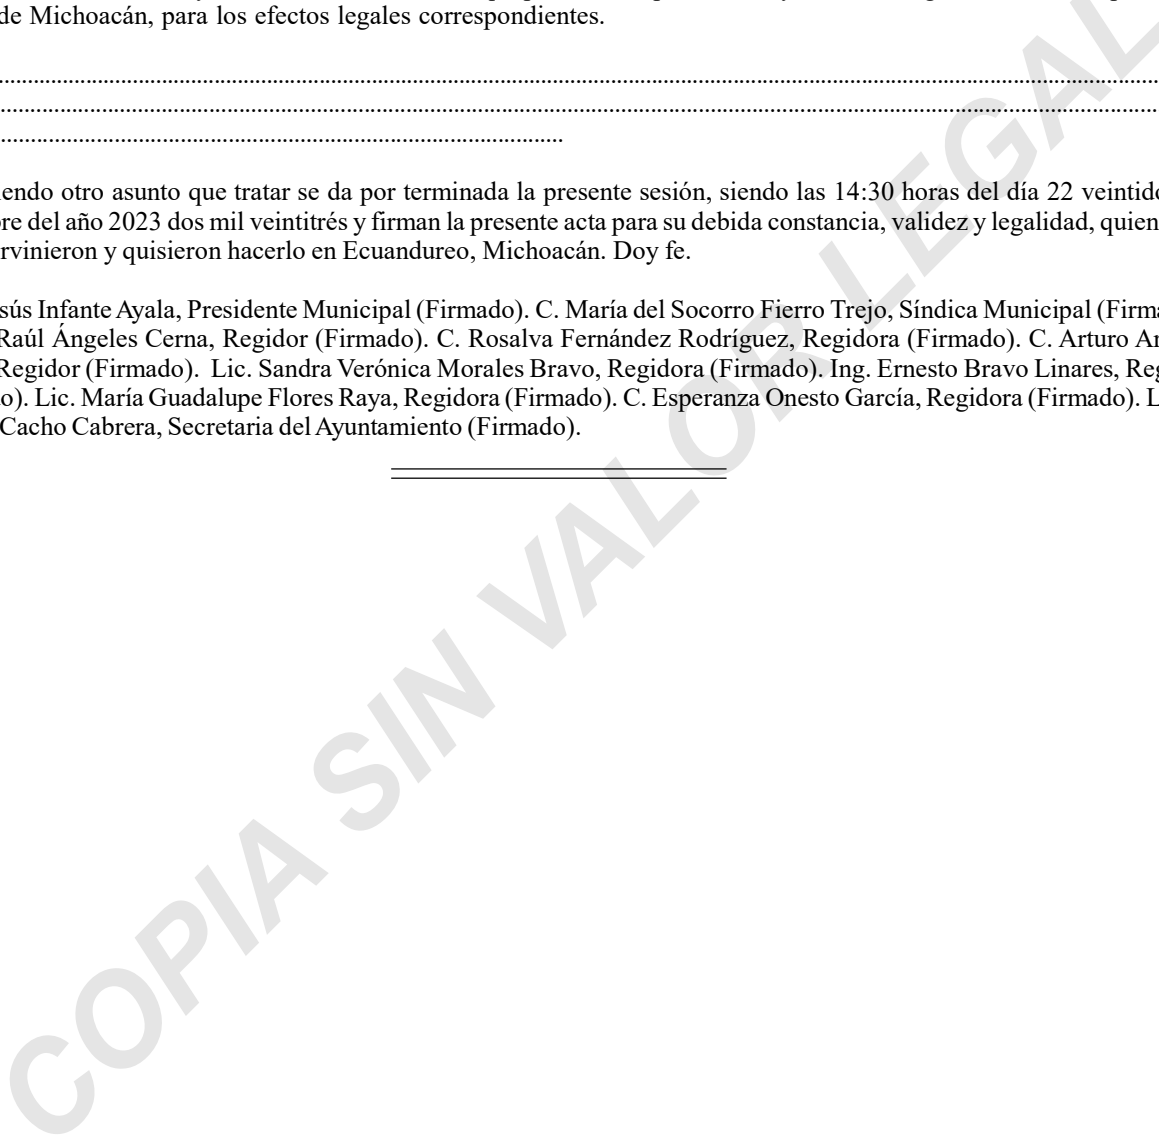 de Michoacán, para los efectos legales correspondientes.
....................................................................................................................................................................................................
....................................................................................................................................................................................................
...............................................................................................
endo otro asunto que tratar se da por terminada la presente sesión, siendo las 14:30 horas del día 22 veintido
re del año 2023 dos mil veintitrés y firman la presente acta para su debida constancia, validez y legalidad, quien
rvinieron y quisieron hacerlo en Ecuandureo, Michoacán. Doy fe.
sús Infante Ayala, Presidente Municipal (Firmado). C. María del Socorro Fierro Trejo, Síndica Municipal (Firma
Raúl Ángeles Cerna, Regidor (Firmado). C. Rosalva Fernández Rodríguez, Regidora (Firmado). C. Arturo Ar
Regidor (Firmado). Lic. Sandra Verónica Morales Bravo, Regidora (Firmado). Ing. Ernesto Bravo Linares, Reg
o). Lic. María Guadalupe Flores Raya, Regidora (Firmado). C. Esperanza Onesto García, Regidora (Firmado). L
Cacho Cabrera, Secretaria del Ayuntamiento (Firmado).
COPIA SIN VALOR LEGAL